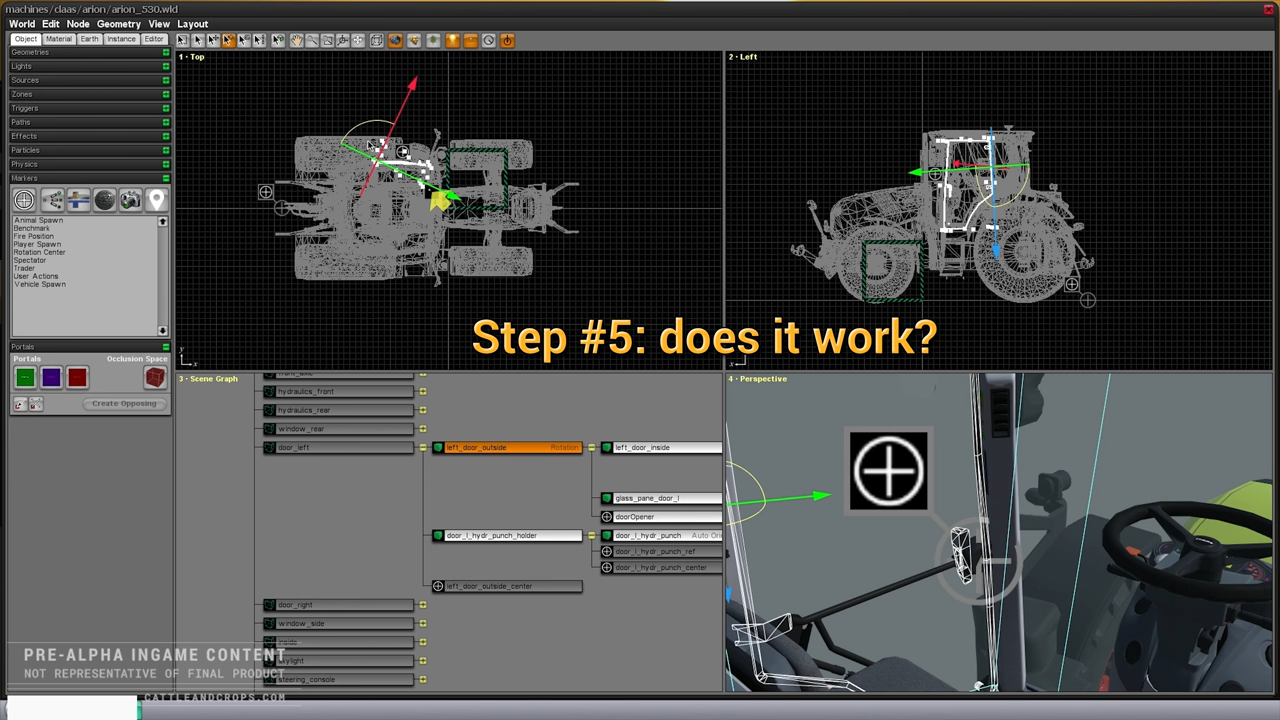 machines/claas/arion/arion_530.wld
World Edit Node Geometry View Layout
Object Material Earth Instance Editor
Geometries
Lights
Sources
Zones
Triggers
Paths
Effects
Particles
Physics
Markers
Animal Spawn
Benchmark
Fire Position
Player Spawn
Rotation Center
Spectator
Trader
User Actions
Vehicle Spawn
Portals
Portals Occlusion Space
Create Opposing
1 · Top
y
x
2 · Left
Step #5: does it work?
3 · Scene Graph
hydraulics_front
hydraulics_rear
window_rear
door_left
left_door_outside Rotation
left_door_inside
glass_pane_door_l
doorOpener
door_l_hydr_punch_holder
door_l_hydr_punch
door_l_hydr_punch_ref
door_l_hydr_punch_center
left_door_outside_center
door_right
window_side
inside
steering_console
4 · Perspective
PRE-ALPHA INGAME CONTENT
NOT REPRESENTATIVE OF FINAL PRODUCT
CATTLEANDCROPS.COM